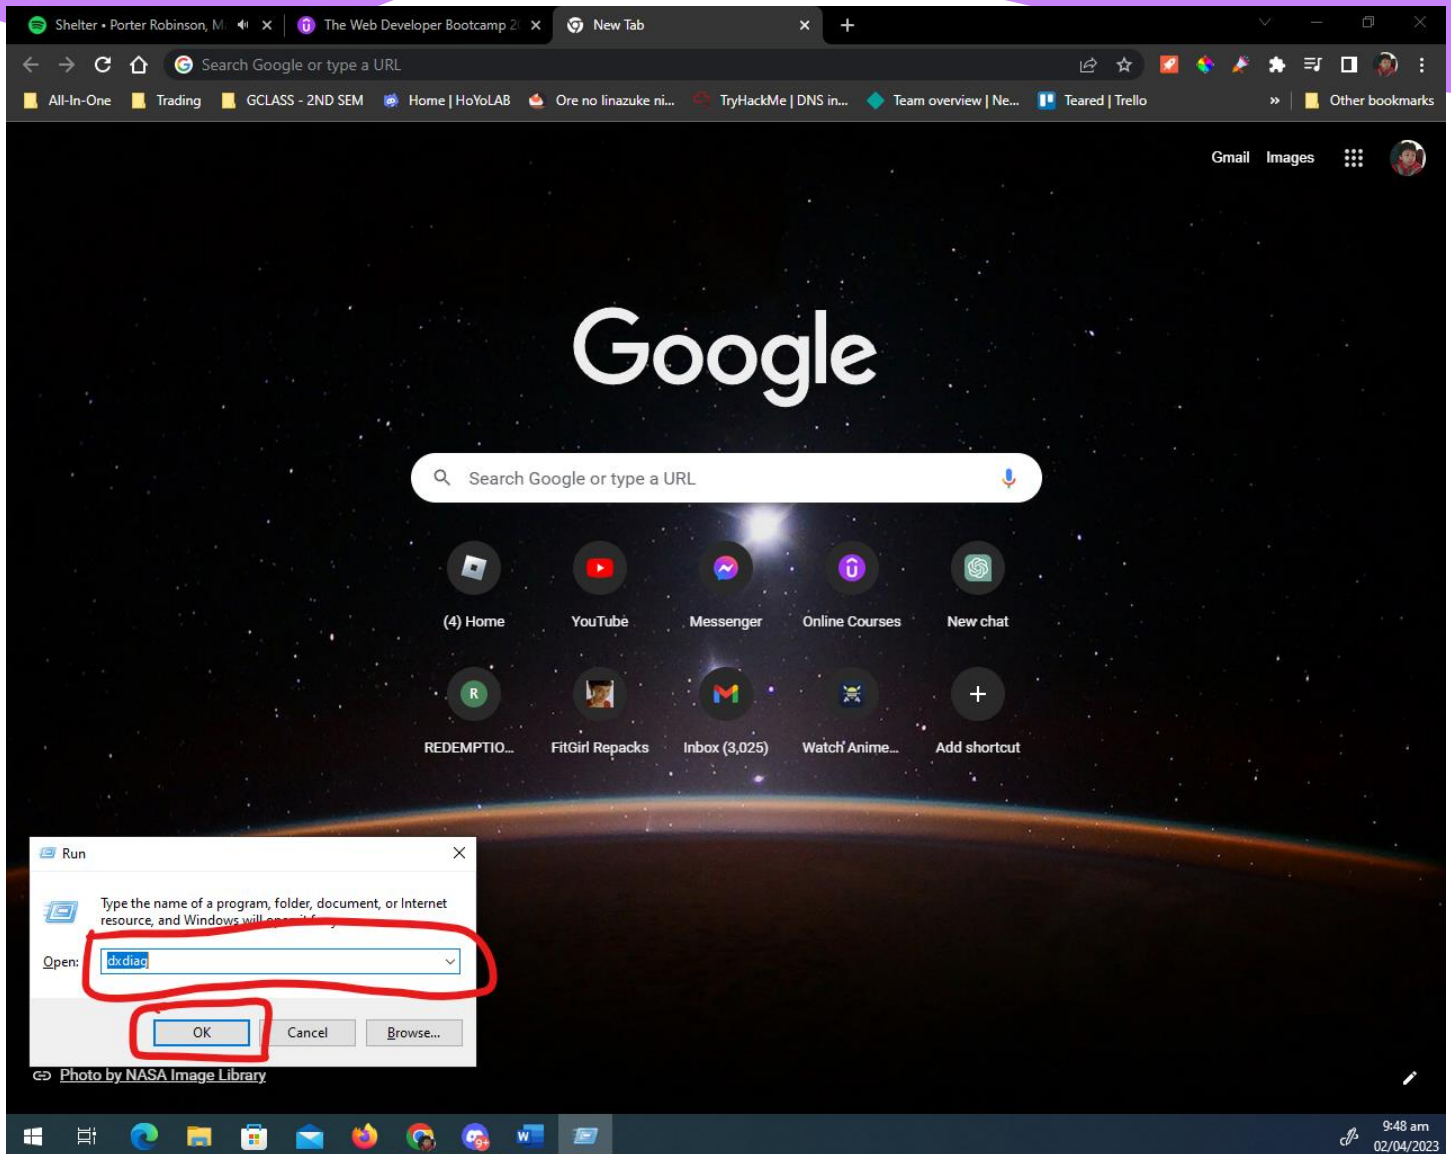 Shelter • Porter Robinson, M
The Web Developer Bootcamp 2
New Tab
Search Google or type a URL
All-In-One
Trading
GCLASS - 2ND SEM
Home | HoYoLAB
Ore no Iinazuke ni...
TryHackMe | DNS in...
Team overview | Ne...
Teared | Trello
»
Other bookmarks
Gmail
Images
Google
Search Google or type a URL
(4) Home
YouTube
Messenger
Online Courses
New chat
R
REDEMPTIO...
FitGirl Repacks
Inbox (3,025)
Watch Anime...
Add shortcut
Run
Type the name of a program, folder, document, or Internet
resource, and Windows will
Open:
dxdiag
OK
Cancel
Browse...
Photo by NASA Image Library
9:48 am
02/04/2023